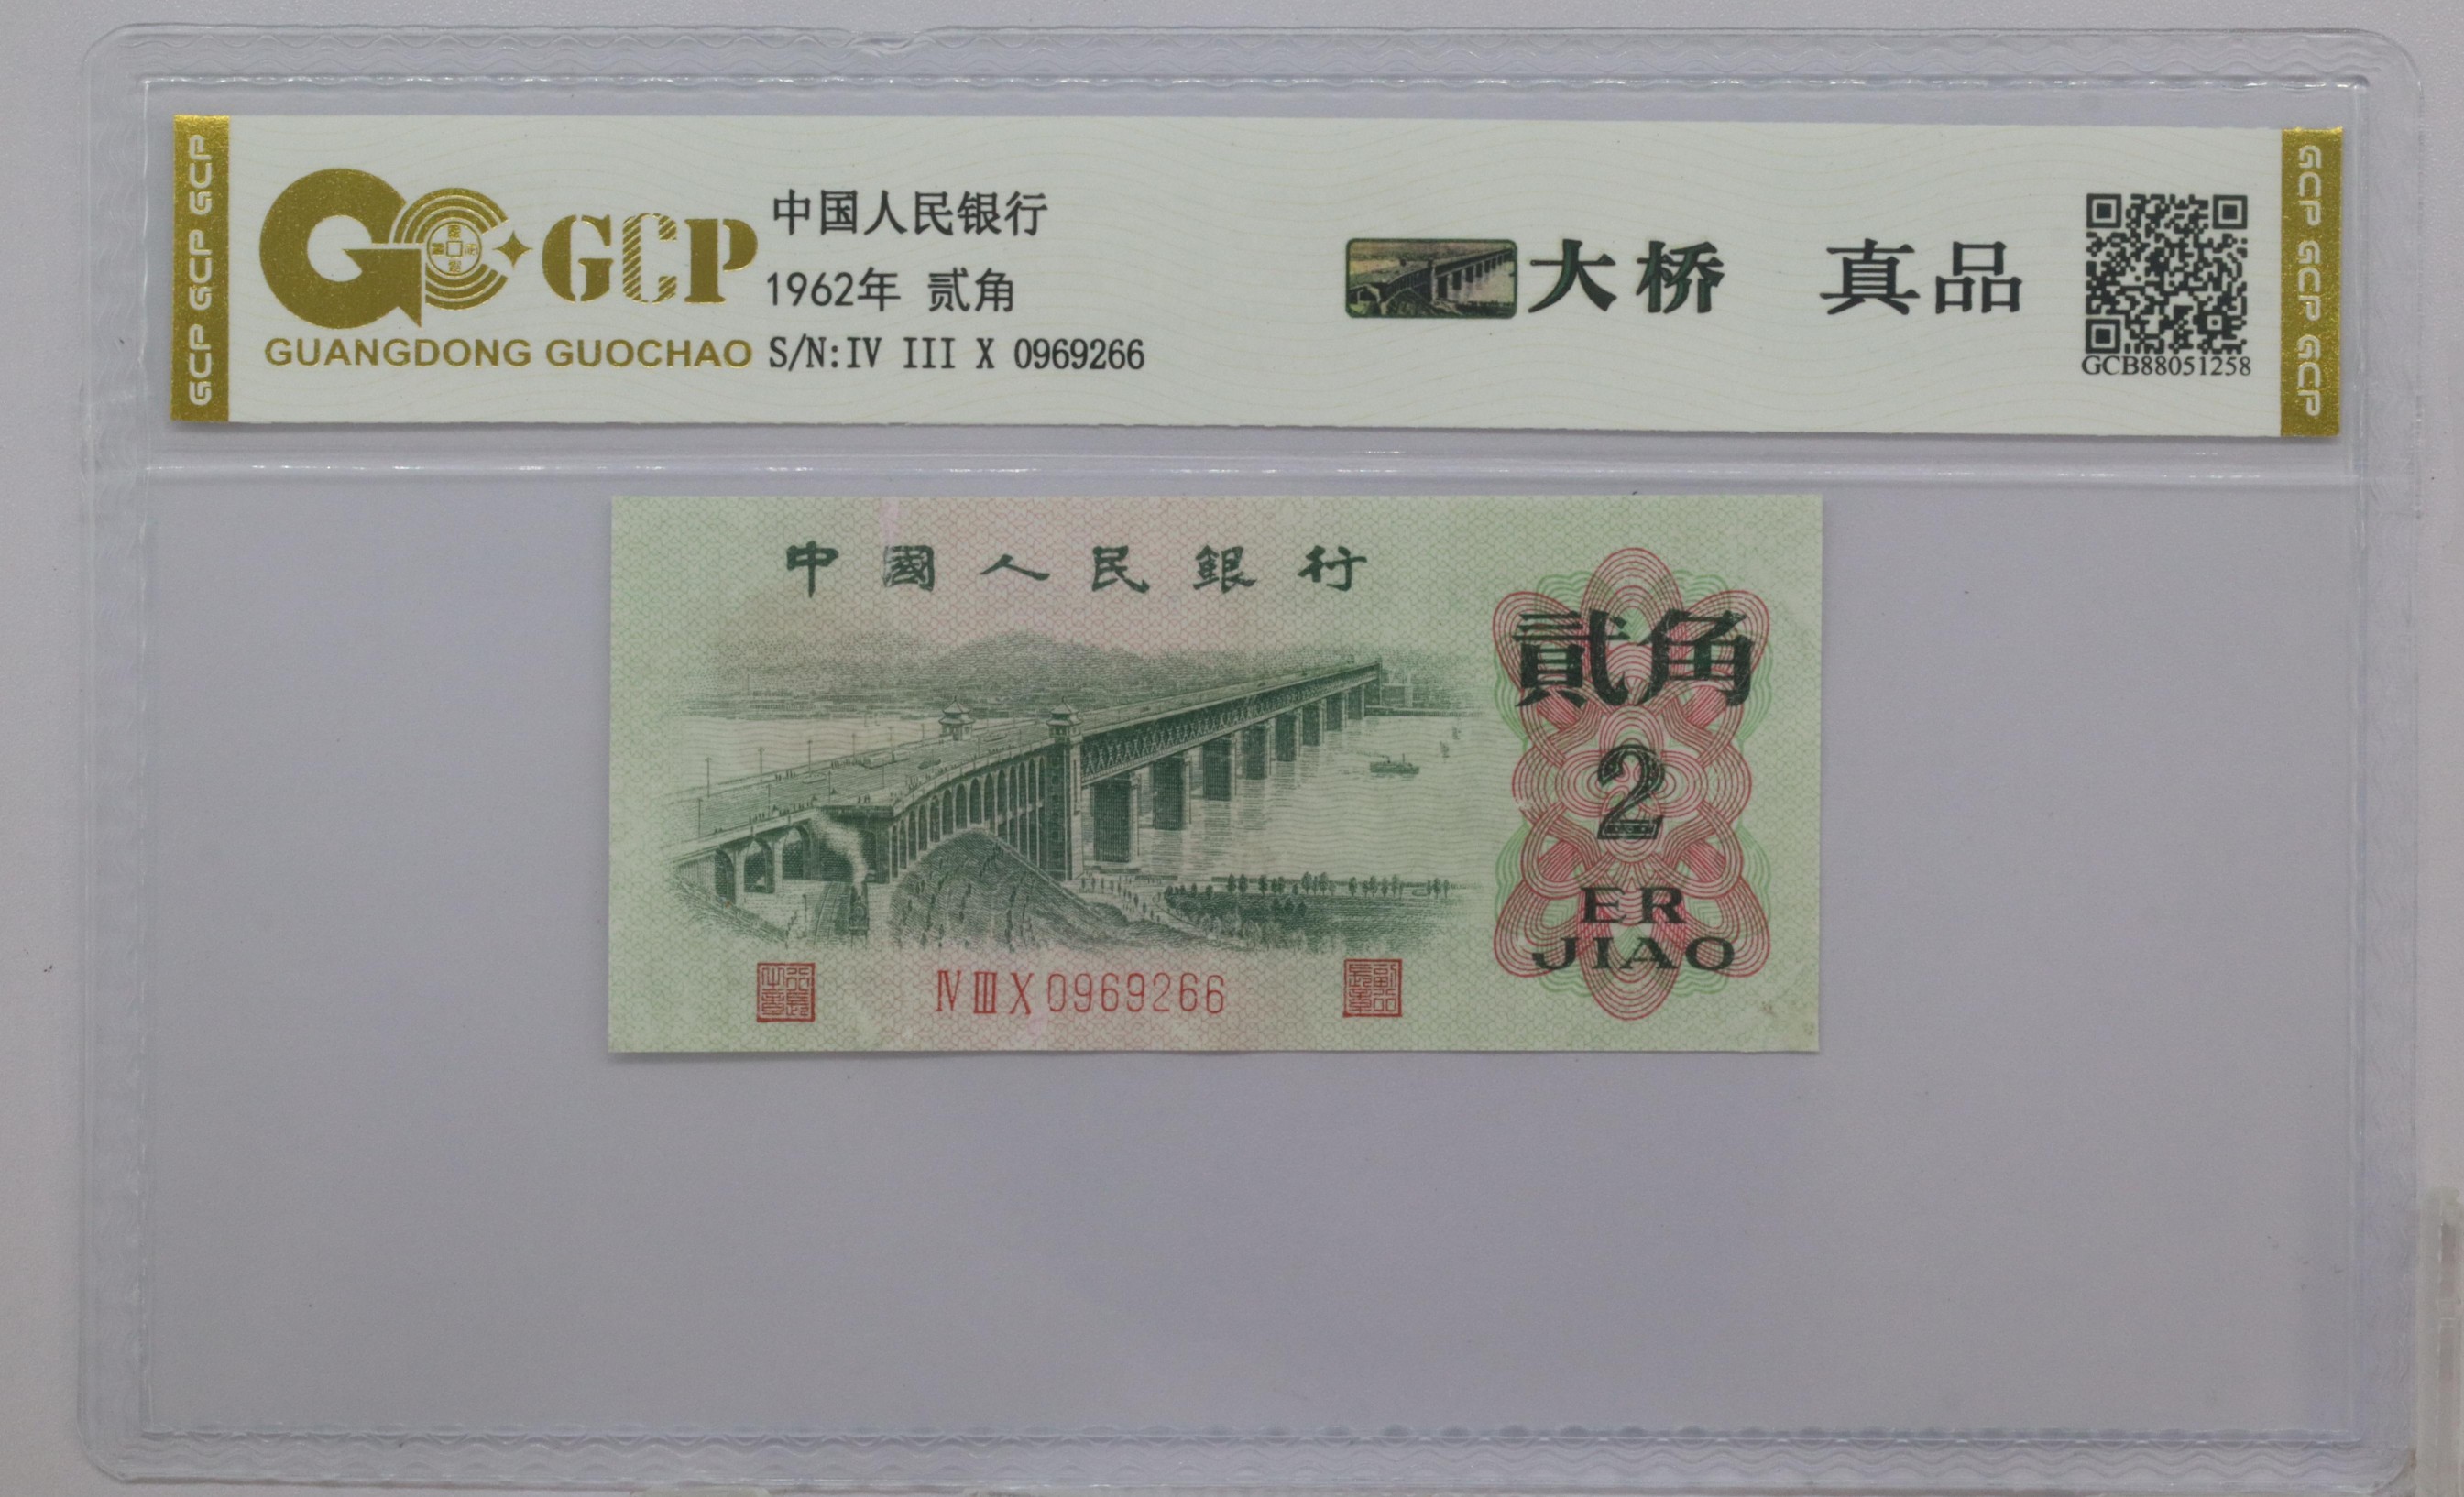 GCP GCP GCP
GCP
GUANGDONG GUOCHAO
中国人民银行
1962年 贰角
S/N:IV III X 0969266
大桥 真品
GCB88051258
GCP GCP GCP GCP
中國人民銀行
貳角
2
ER
JIAO
Ⅳ Ⅲ X 0969266